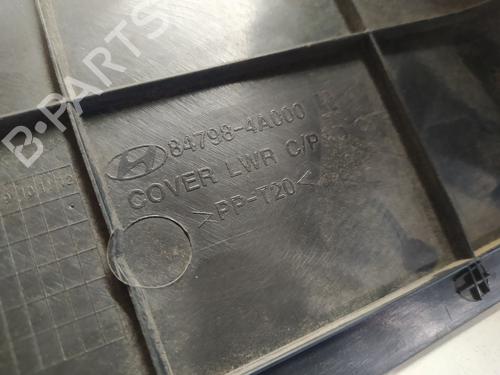 B-PARTS
84798-4A000
COVER LWR C/P
>PP-T20<